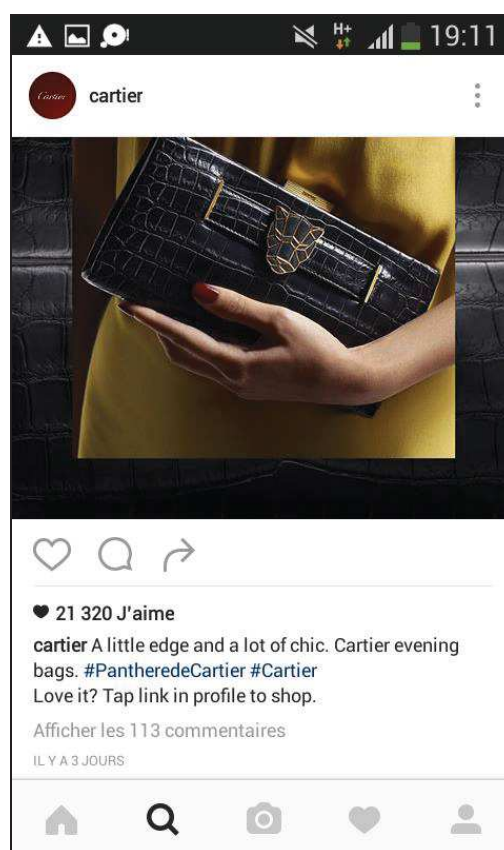 H+ 19:11
Cartier cartier
21 320 J'aime
cartier A little edge and a lot of chic. Cartier evening
bags. #PantheredeCartier #Cartier
Love it? Tap link in profile to shop.
Afficher les 113 commentaires
IL Y A 3 JOURS